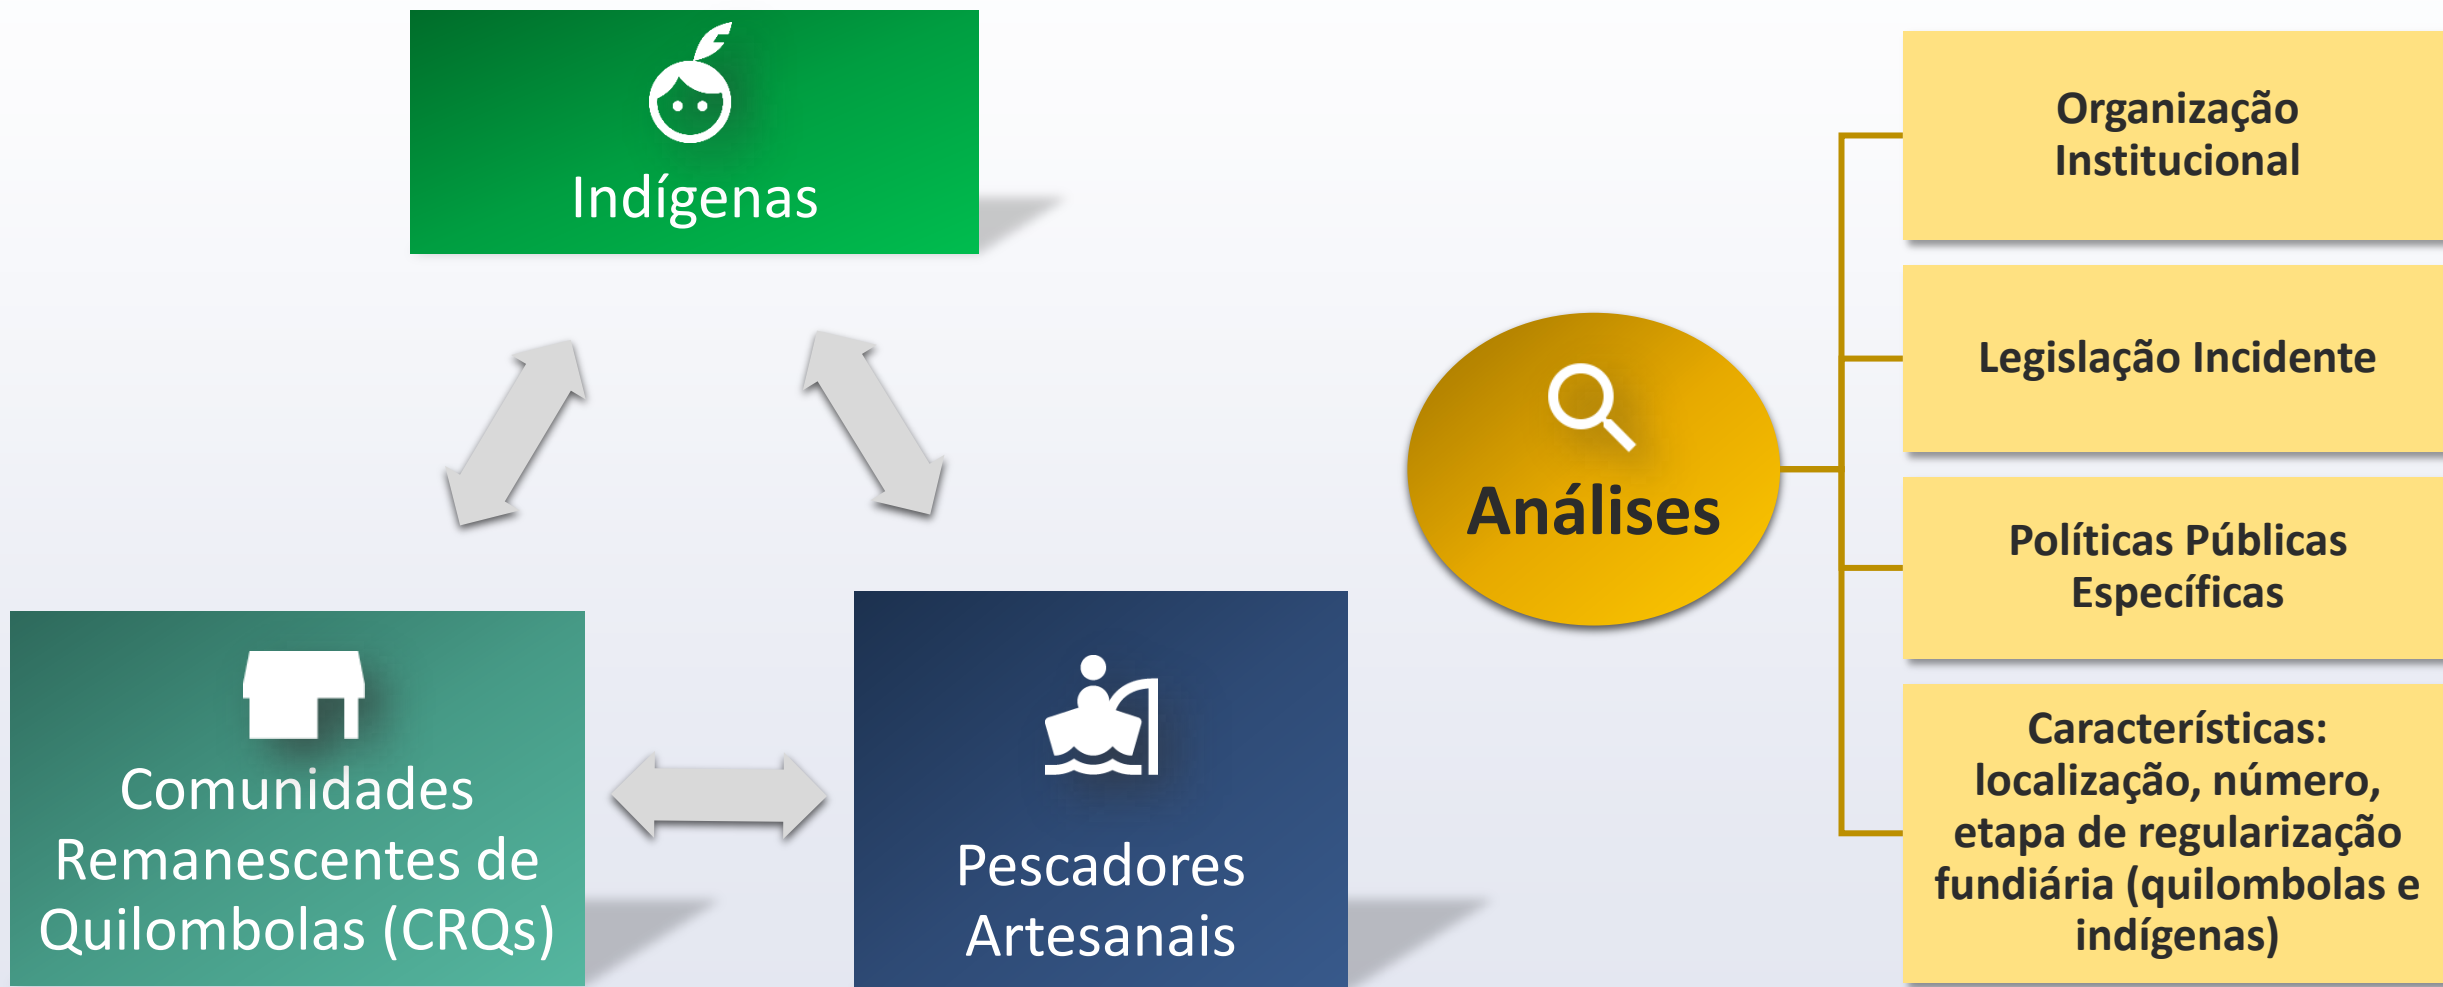 Indígenas
Comunidades
Remanescentes de
Quilombolas (CRQs)
Pescadores
Artesanais
Análises
Organização
Institucional
Legislação Incidente
Políticas Públicas
Específicas
Características:
localização, número,
etapa de regularização
fundiária (quilombolas e
indígenas)